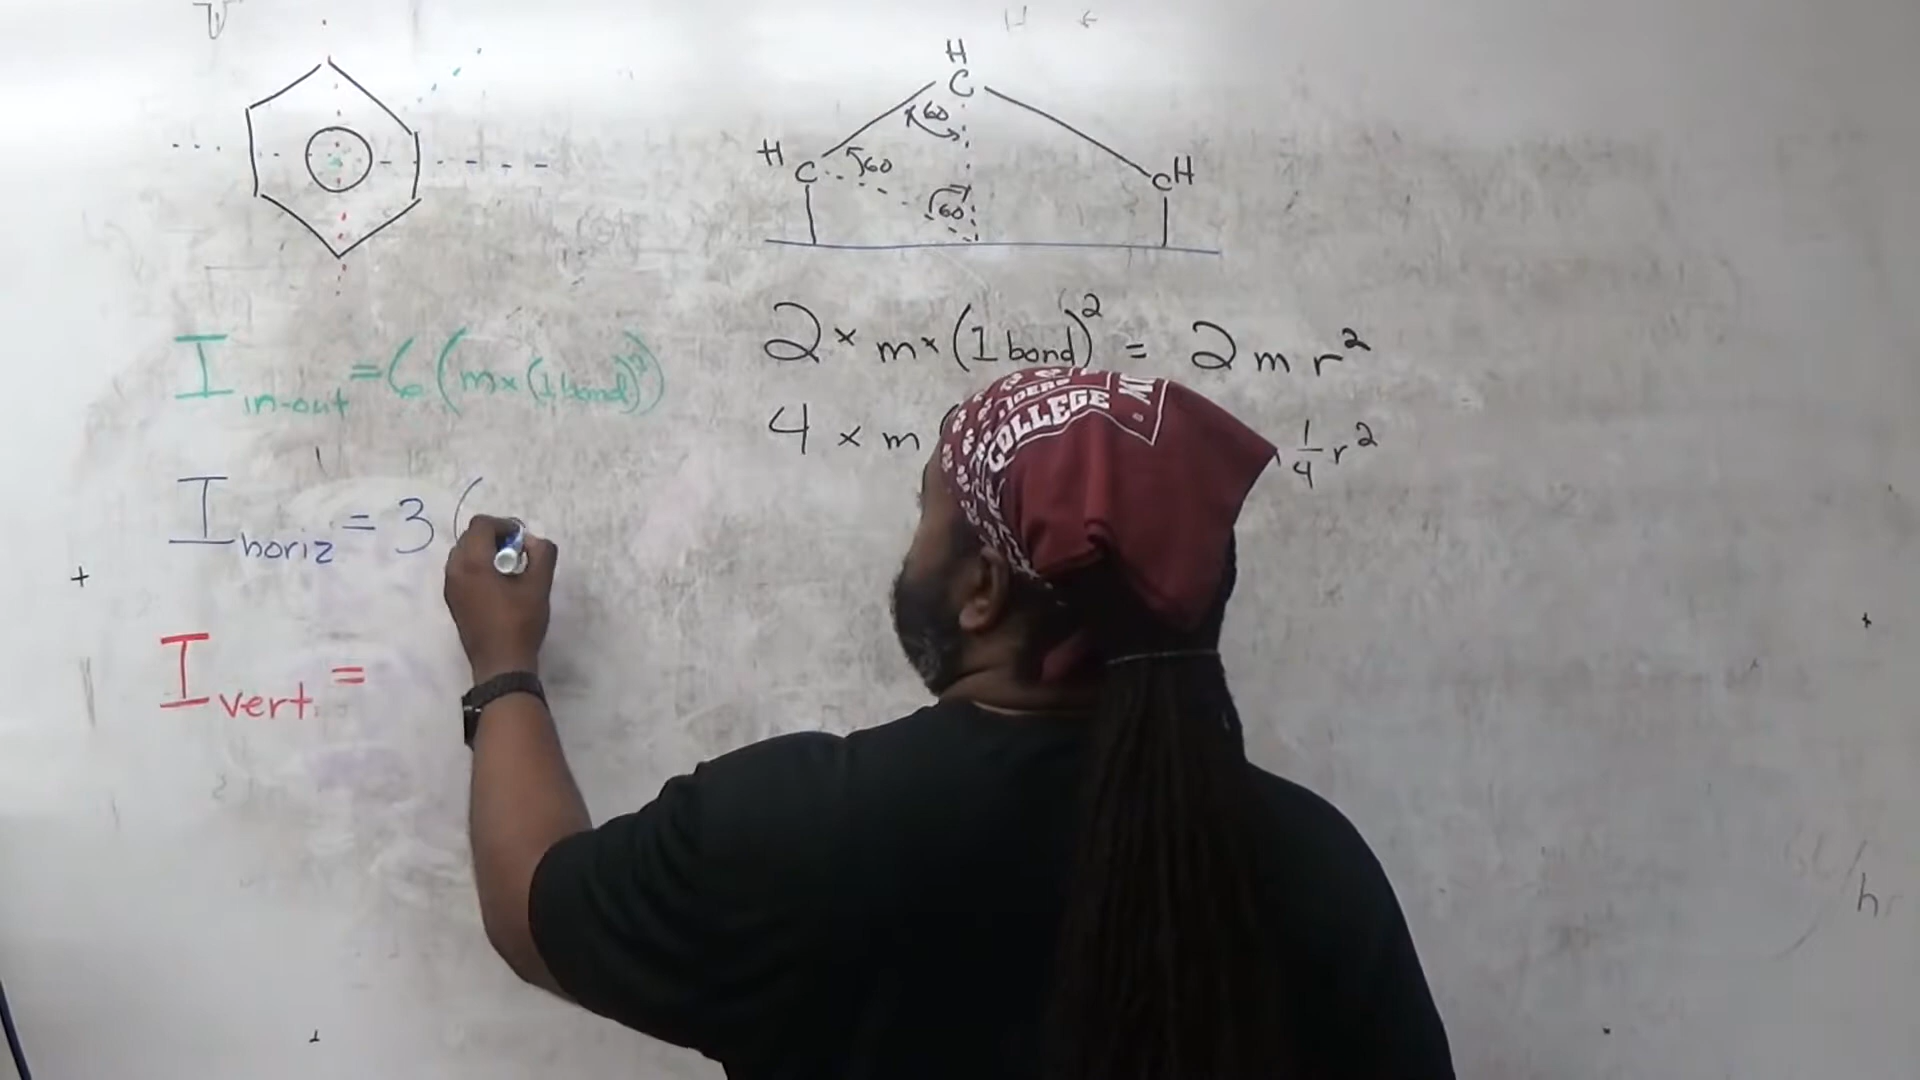 H
C
60
H C 60
60
C H
I in-out = 6 (m × (1 bond)²)
I horiz = 3 (
I vert =
2 × m × (1 bond)² = 2 m r²
4 × m
1/4 r²
COLLEGE
h